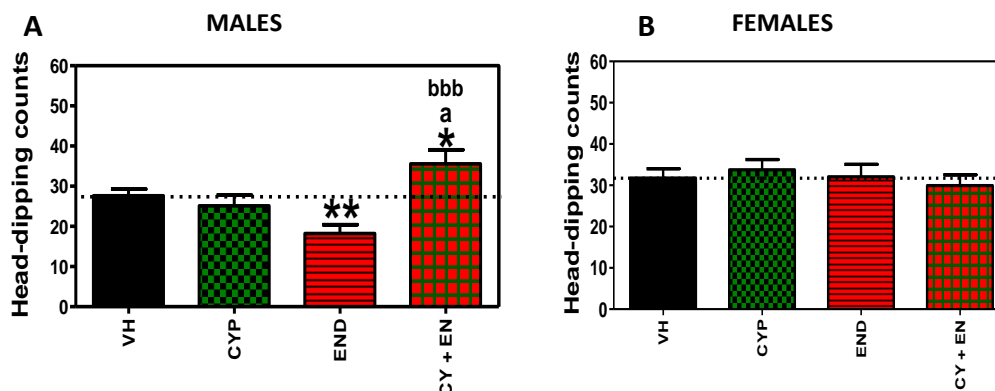 A
MALES
Head-dipping counts
60
50
40
30
20
10
0
bbb
a
*
**
VH
CYP
END
CY + EN
B
FEMALES
Head-dipping counts
60
50
40
30
20
10
0
VH
CYP
END
CY + EN